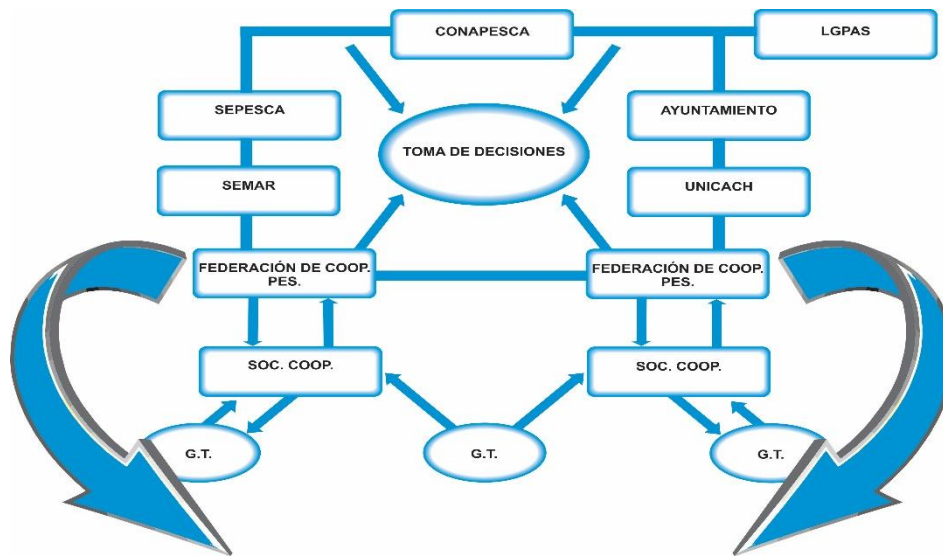 CONAPESCA
LGPAS
SEPESCA
AYUNTAMIENTO
TOMA DE DECISIONES
SEMAR
UNICACH
FEDERACIÓN DE COOP.
PES.
FEDERACIÓN DE COOP.
PES.
SOC. COOP.
SOC. COOP.
G.T.
G.T.
G.T.